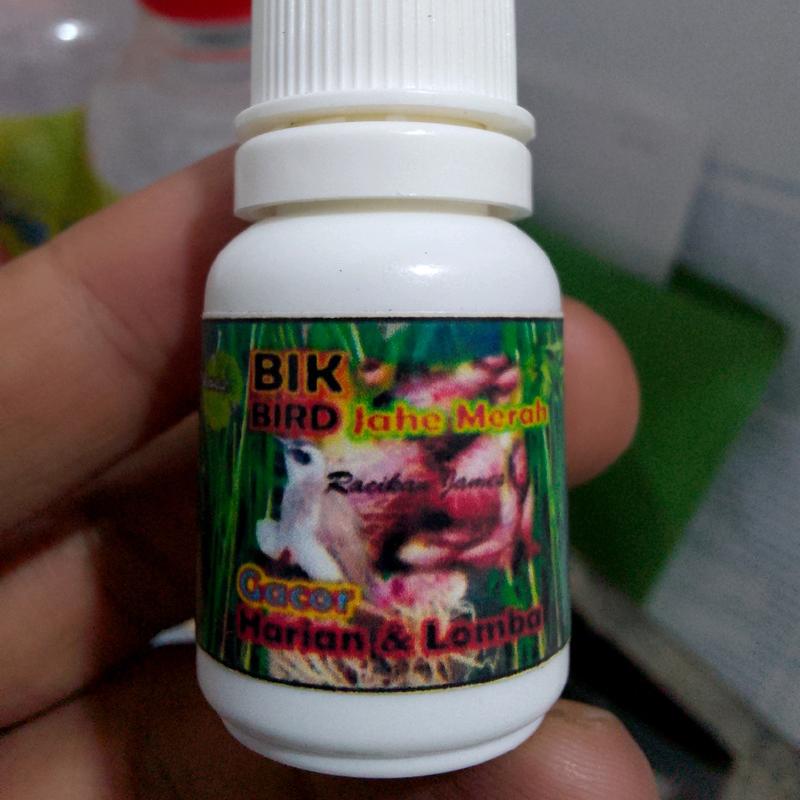 BIK
BIRD Jahe Merah
Racikan James
Gacor
Harian & Lomba